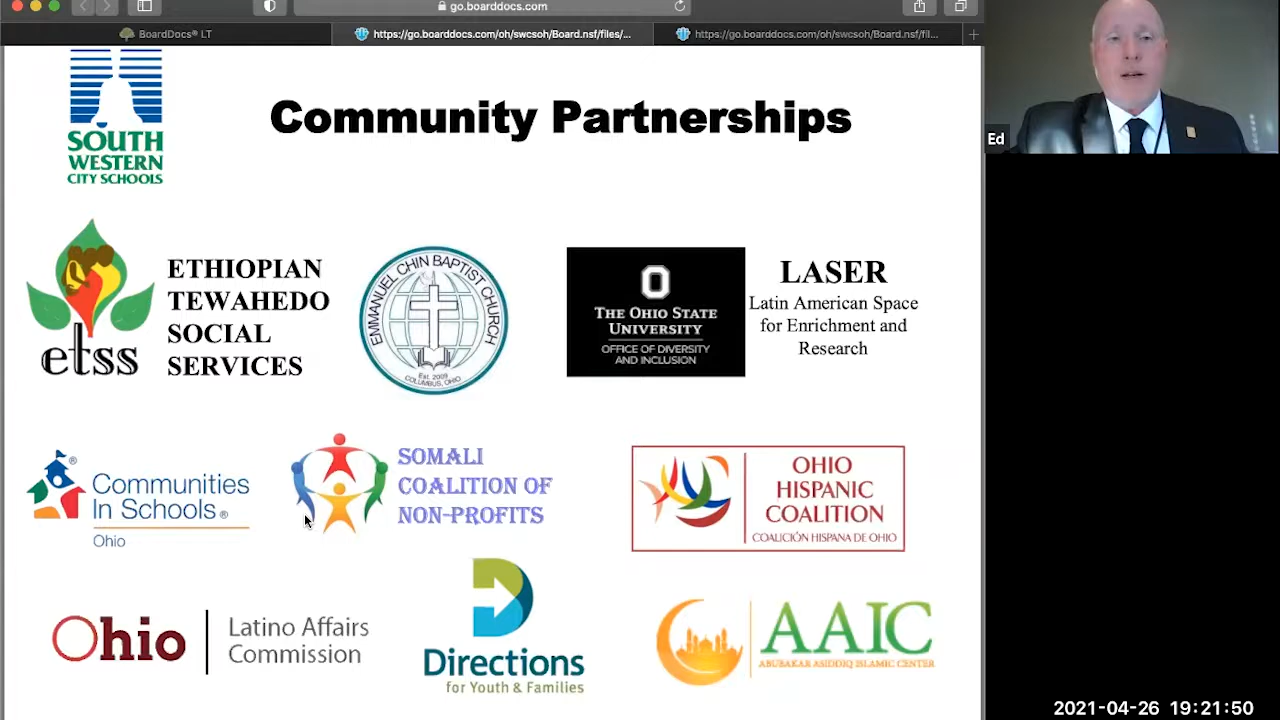 go.boarddocs.com
BoardDocs® LT
https://go.boarddocs.com/oh/swcsoh/Board.nsf/files/...
https://go.boarddocs.com/oh/swcsoh/Board.nsf/fil...
SOUTH
WESTERN
CITY SCHOOLS
Community Partnerships
Ed
etss
ETHIOPIAN
TEWAHEDO
SOCIAL
SERVICES
EMMANUEL CHIN BAPTIST CHURCH
Est. 2009
COLUMBUS, OHIO
THE OHIO STATE
UNIVERSITY
OFFICE OF DIVERSITY
AND INCLUSION
LASER
Latin American Space
for Enrichment and
Research
Communities
In Schools®
Ohio
SOMALI
COALITION OF
NON-PROFITS
OHIO
HISPANIC
COALITION
COALICIÓN HISPANA DE OHIO
Ohio
Latino Affairs
Commission
Directions
for Youth & Families
AAIC
ABUBAKAR ASIDDIQ ISLAMIC CENTER
2021-04-26 19:21:50